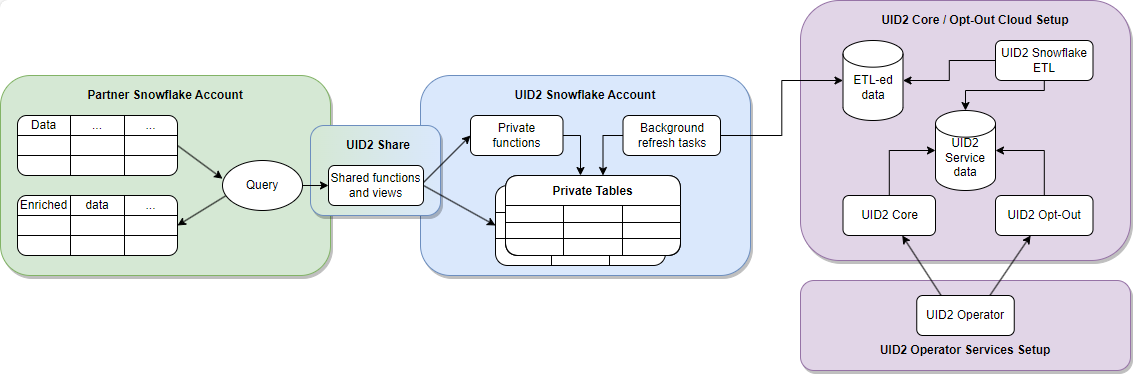 Partner Snowflake Account
Data ... ...
Query
Enriched data ...
UID2 Share
Shared functions
and views
UID2 Snowflake Account
Private
functions
Background
refresh tasks
Private Tables
UID2 Core / Opt-Out Cloud Setup
ETL-ed
data
UID2 Snowflake
ETL
UID2
Service
data
UID2 Core
UID2 Opt-Out
UID2 Operator
UID2 Operator Services Setup